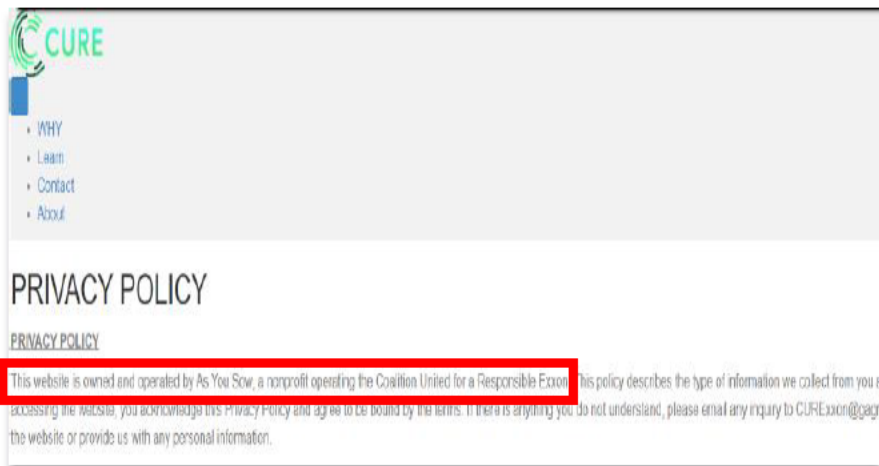 CURE
WHY
Learn
Contact
About
PRIVACY POLICY
PRIVACY POLICY
This website is owned and operated by As You Sow, a nonprofit operating the Coalition United for a Responsible Exxon. This policy describes the type of information we collect from you a
accessing the website, you acknowledge this Privacy Policy and agree to be bound by the terms. If there is anything you do not understand, please email any inquiry to CURExxon@gagr
the website or provide us with any personal information.